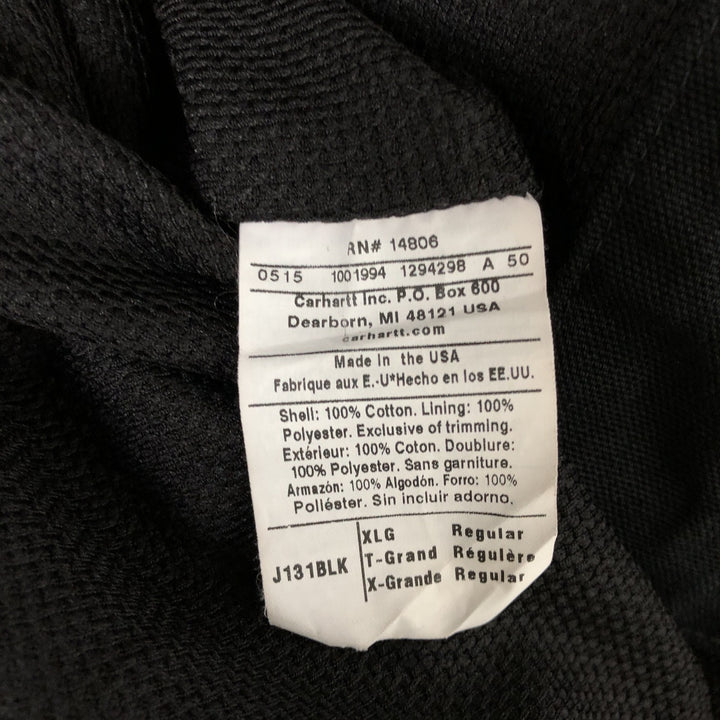 RN# 14806
0515 1001994 1294298 A 50
Carhartt Inc. P.O. Box 600
Dearborn, MI 48121 USA
carhartt.com
Made In the USA
Fabrique aux E.-U*Hecho en los EE.UU.
Shell: 100% Cotton. Lining: 100%
Polyester. Exclusive of trimming.
Extérieur: 100% Coton. Doublure:
100% Polyester. Sans garniture.
Armazón: 100% Algodón. Forro: 100%
Poliéster. Sin incluir adorno.
J131BLK
XLG Regular
T-Grand Régulère
X-Grande Regular